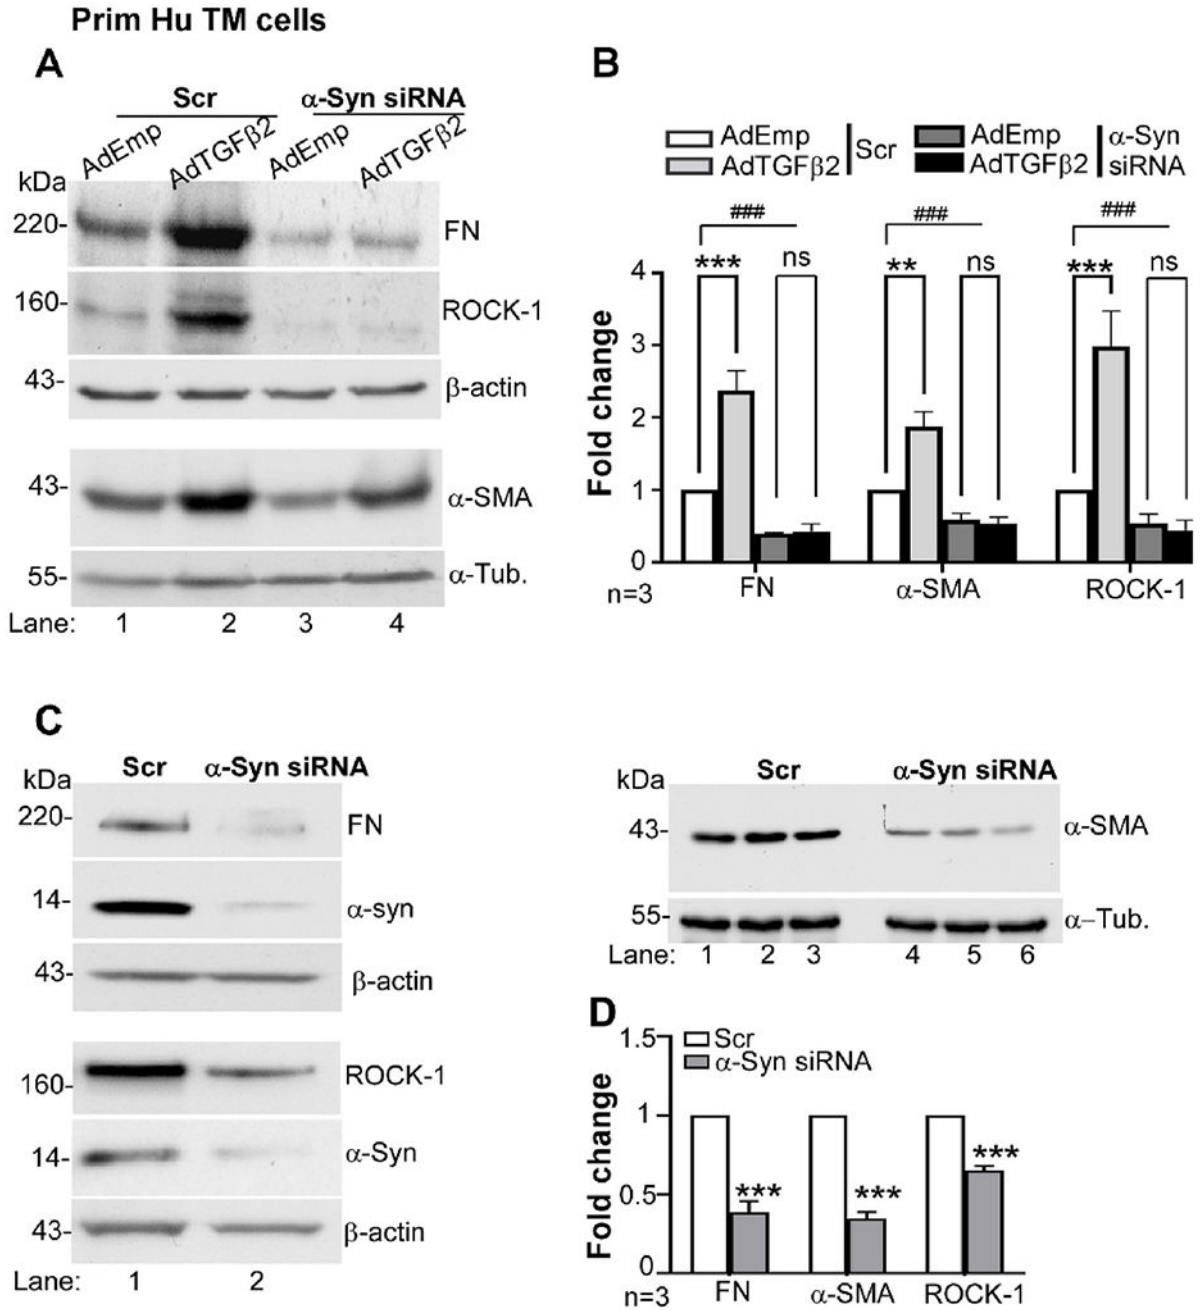 Prim Hu TM cells
A
Scr α-Syn siRNA
AdEmp AdTGFβ2 AdEmp AdTGFβ2
kDa
220- FN
160- ROCK-1
43- β-actin
43- α-SMA
55- α-Tub.
Lane: 1 2 3 4
B
AdEmp AdTGFβ2 Scr
AdEmp AdTGFβ2 α-Syn siRNA
### ### ###
*** ns ** ns *** ns
Fold change
4
3
2
1
0
n=3 FN α-SMA ROCK-1
C
Scr α-Syn siRNA
kDa
220- FN
14- α-syn
43- β-actin
160- ROCK-1
14- α-Syn
43- β-actin
Lane: 1 2
Scr α-Syn siRNA
kDa
43- α-SMA
55- α–Tub.
Lane: 1 2 3 4 5 6
D
Scr
α-Syn siRNA
Fold change
1.5
1
0.5
0
*** *** ***
n=3 FN α-SMA ROCK-1